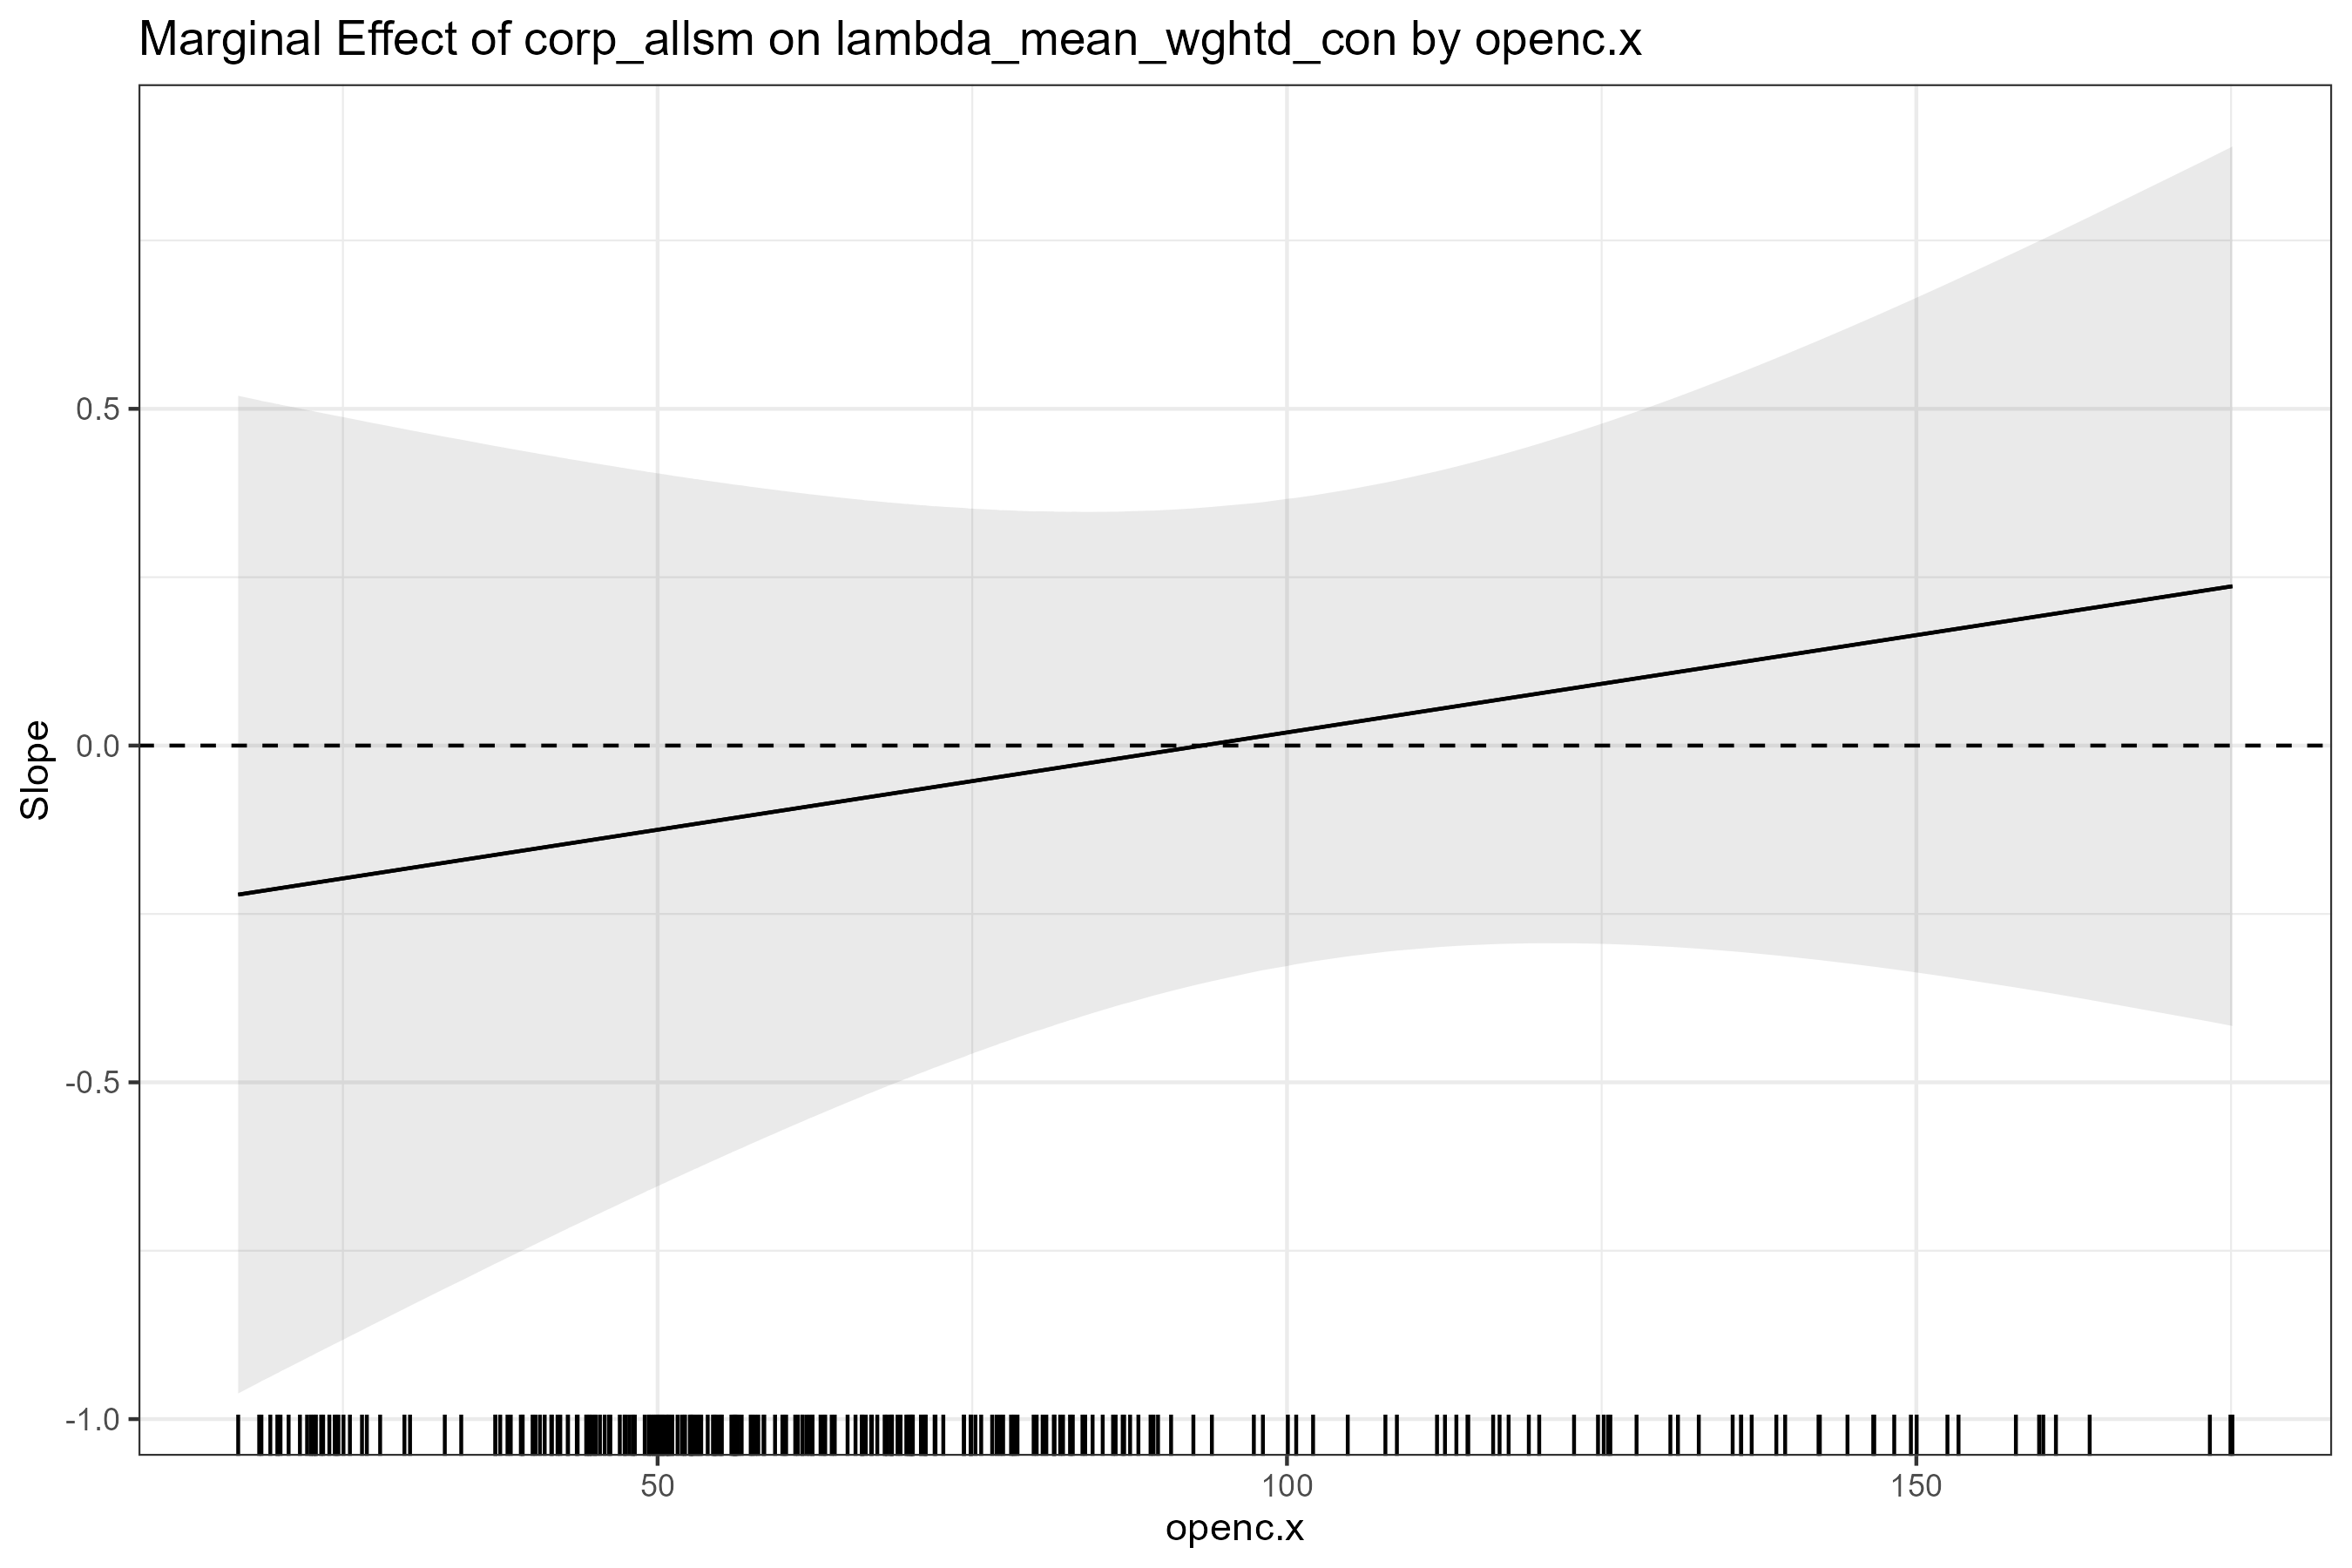 Marginal Effect of corp_allsm on lambda_mean_wghtd_con by openc.x
Slope
0.5
0.0
-0.5
-1.0
50 100 150
openc.x